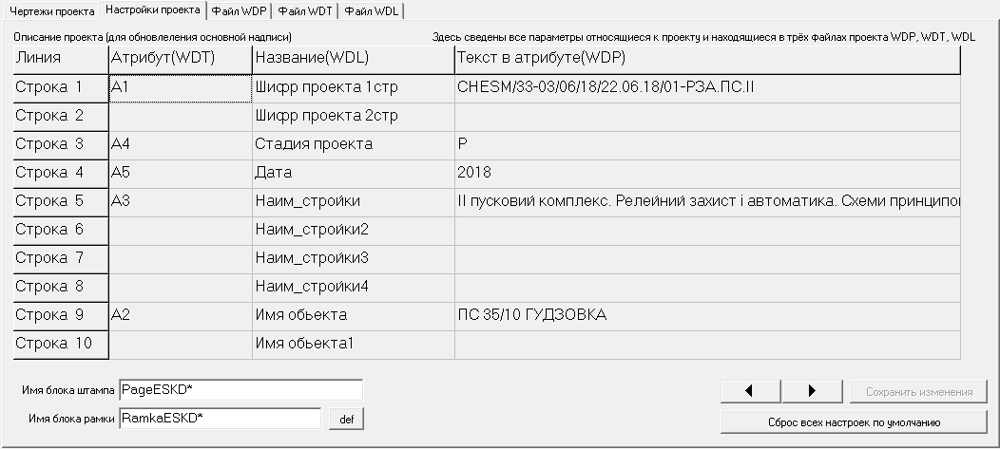 Чертежи проекта Настройки проекта Файл WDP Файл WDT Файл WDL
Описание проекта (для обновлеления основной надписи) Здесь сведены все параметры относящиеся к проекту и находящиеся в трёх файлах проекта WDP, WDT, WDL
Линия Атрибут(WDT) Название(WDL) Текст в атрибуте(WDP)
Строка 1 A1 Шифр проекта 1стр CHESM/33-03/06/18/22.06.18/01-РЗА.ПС.II
Строка 2 Шифр проекта 2стр
Строка 3 A4 Стадия проекта Р
Строка 4 A5 Дата 2018
Строка 5 A3 Наим_стройки II пусковий комплекс. Релейний захист і автоматика. Схеми принципо
Строка 6 Наим_стройки2
Строка 7 Наим_стройки3
Строка 8 Наим_стройки4
Строка 9 A2 Имя обьекта ПС 35/10 ГУДЗОВКА
Строка 10 Имя обьекта1
Имя блока штампа PageESKD* Сохранить изменения
Имя блока рамки RamkaESKD* def Сброс всех настроек по умолчанию